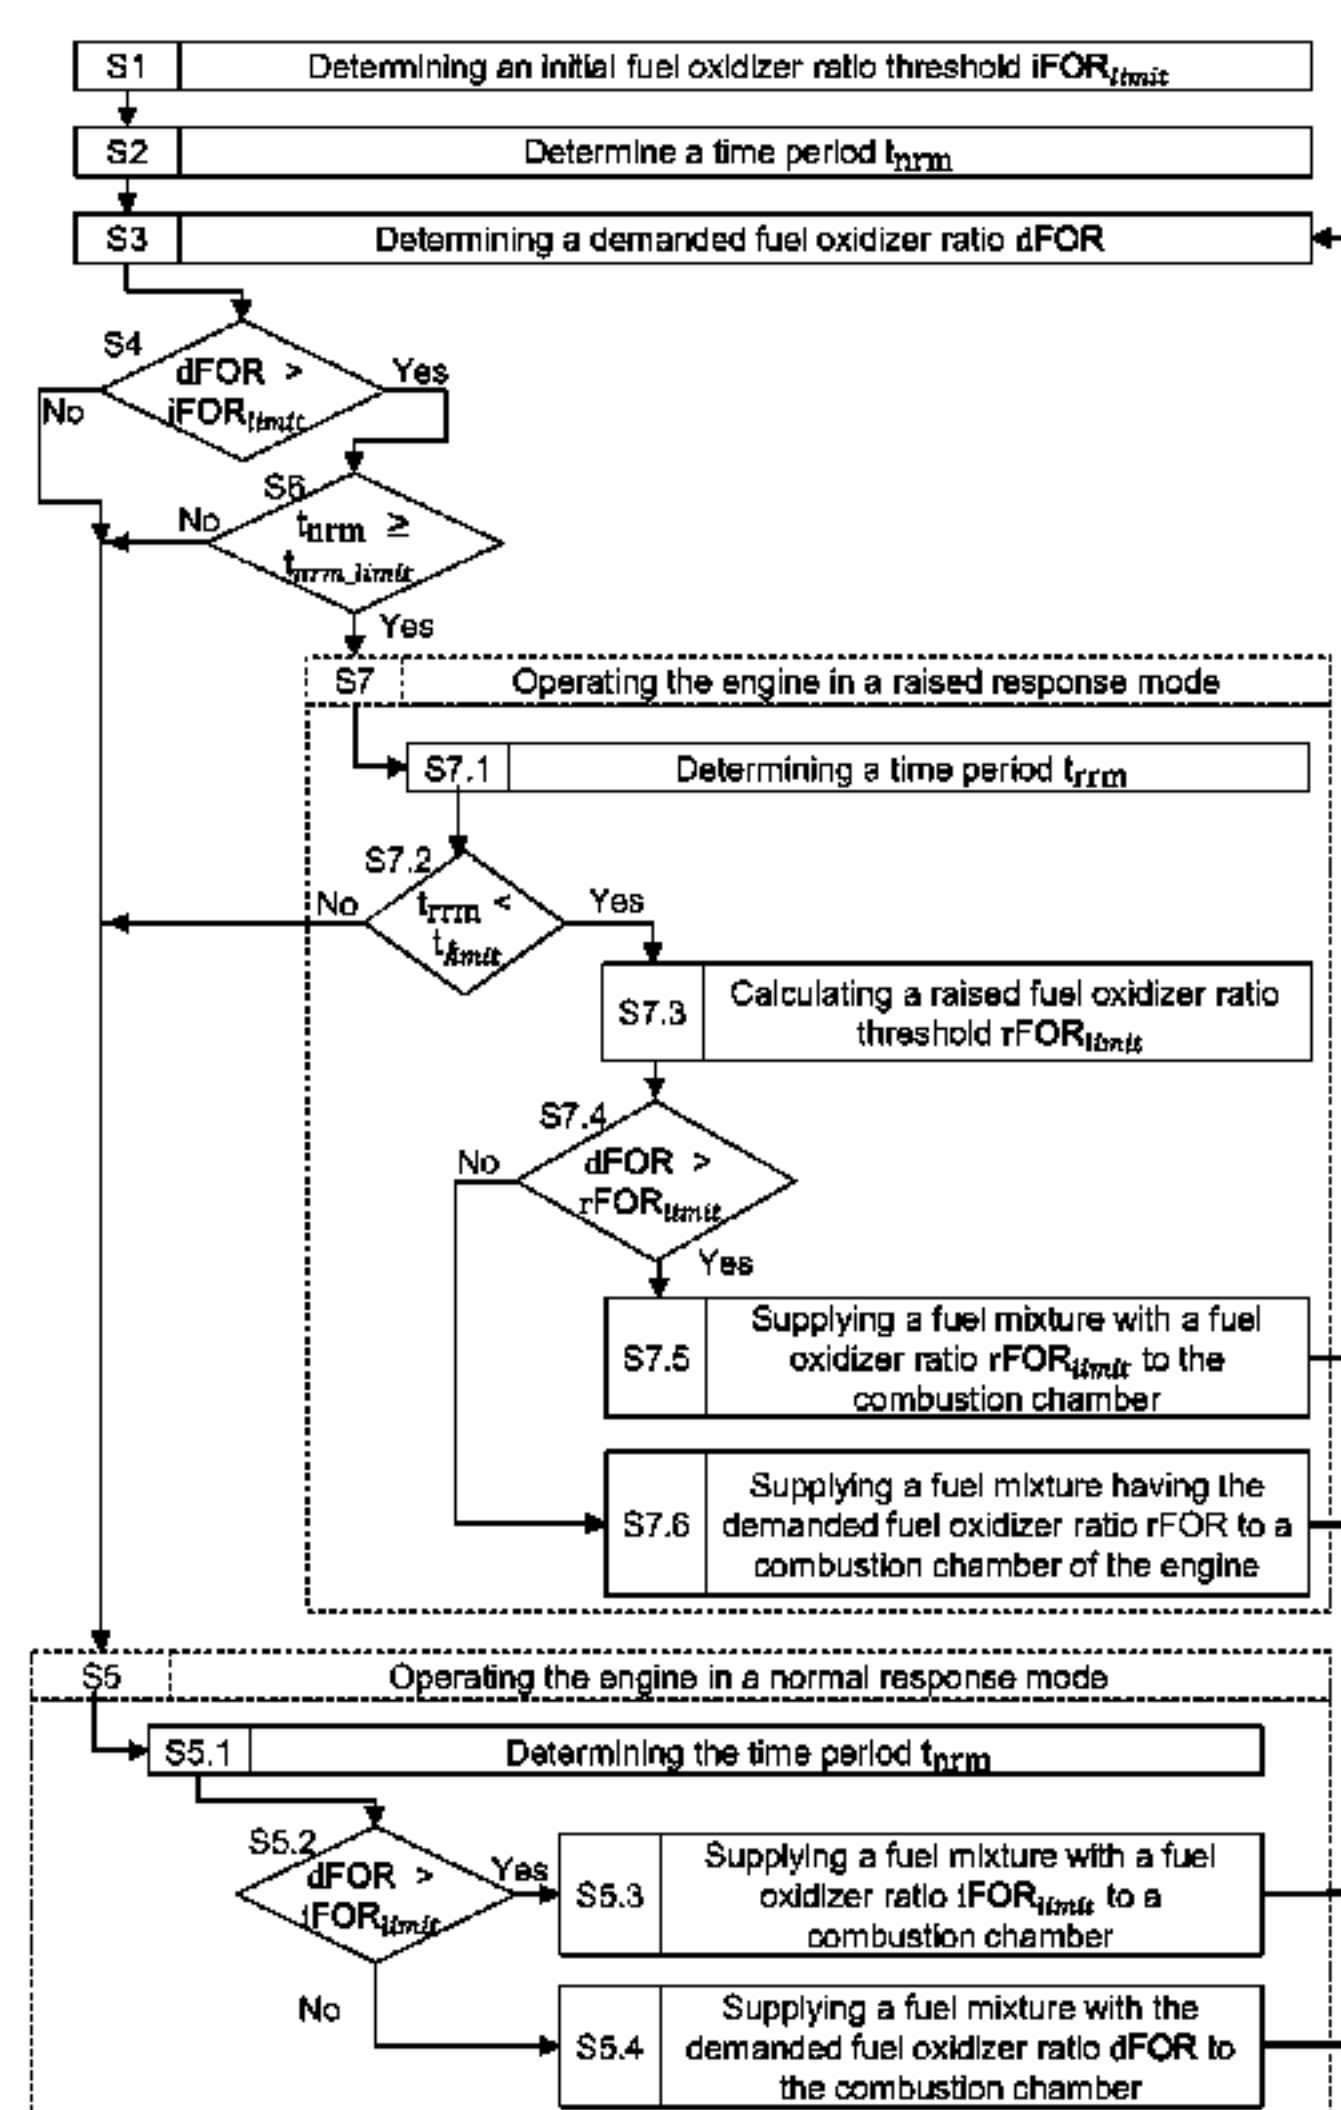 S1 Determining an initial fuel oxidizer ratio threshold iFORlimit
S2 Determine a time period tnrm
S3 Determining a demanded fuel oxidizer ratio dFOR
S4
dFOR >
iFORlimit
Yes
No
S6
tnrm ≥
tnrm_limit
No
Yes
S7 Operating the engine in a raised response mode
S7.1 Determining a time period trrm
S7.2
trrm <
tlimit
No
Yes
S7.3
Calculating a raised fuel oxidizer ratio
threshold rFORlimit
S7.4
dFOR >
rFORlimit
No
Yes
S7.5
Supplying a fuel mixture with a fuel
oxidizer ratio rFORlimit to the
combustion chamber
S7.6
Supplying a fuel mixture having the
demanded fuel oxidizer ratio rFOR to a
combustion chamber of the engine
S5 Operating the engine in a normal response mode
S5.1 Determining the time period tnrm
S5.2
dFOR >
iFORlimit
Yes
No
S5.3
Supplying a fuel mixture with a fuel
oxidizer ratio iFORlimit to a
combustion chamber
S5.4
Supplying a fuel mixture with the
demanded fuel oxidizer ratio dFOR to
the combustion chamber